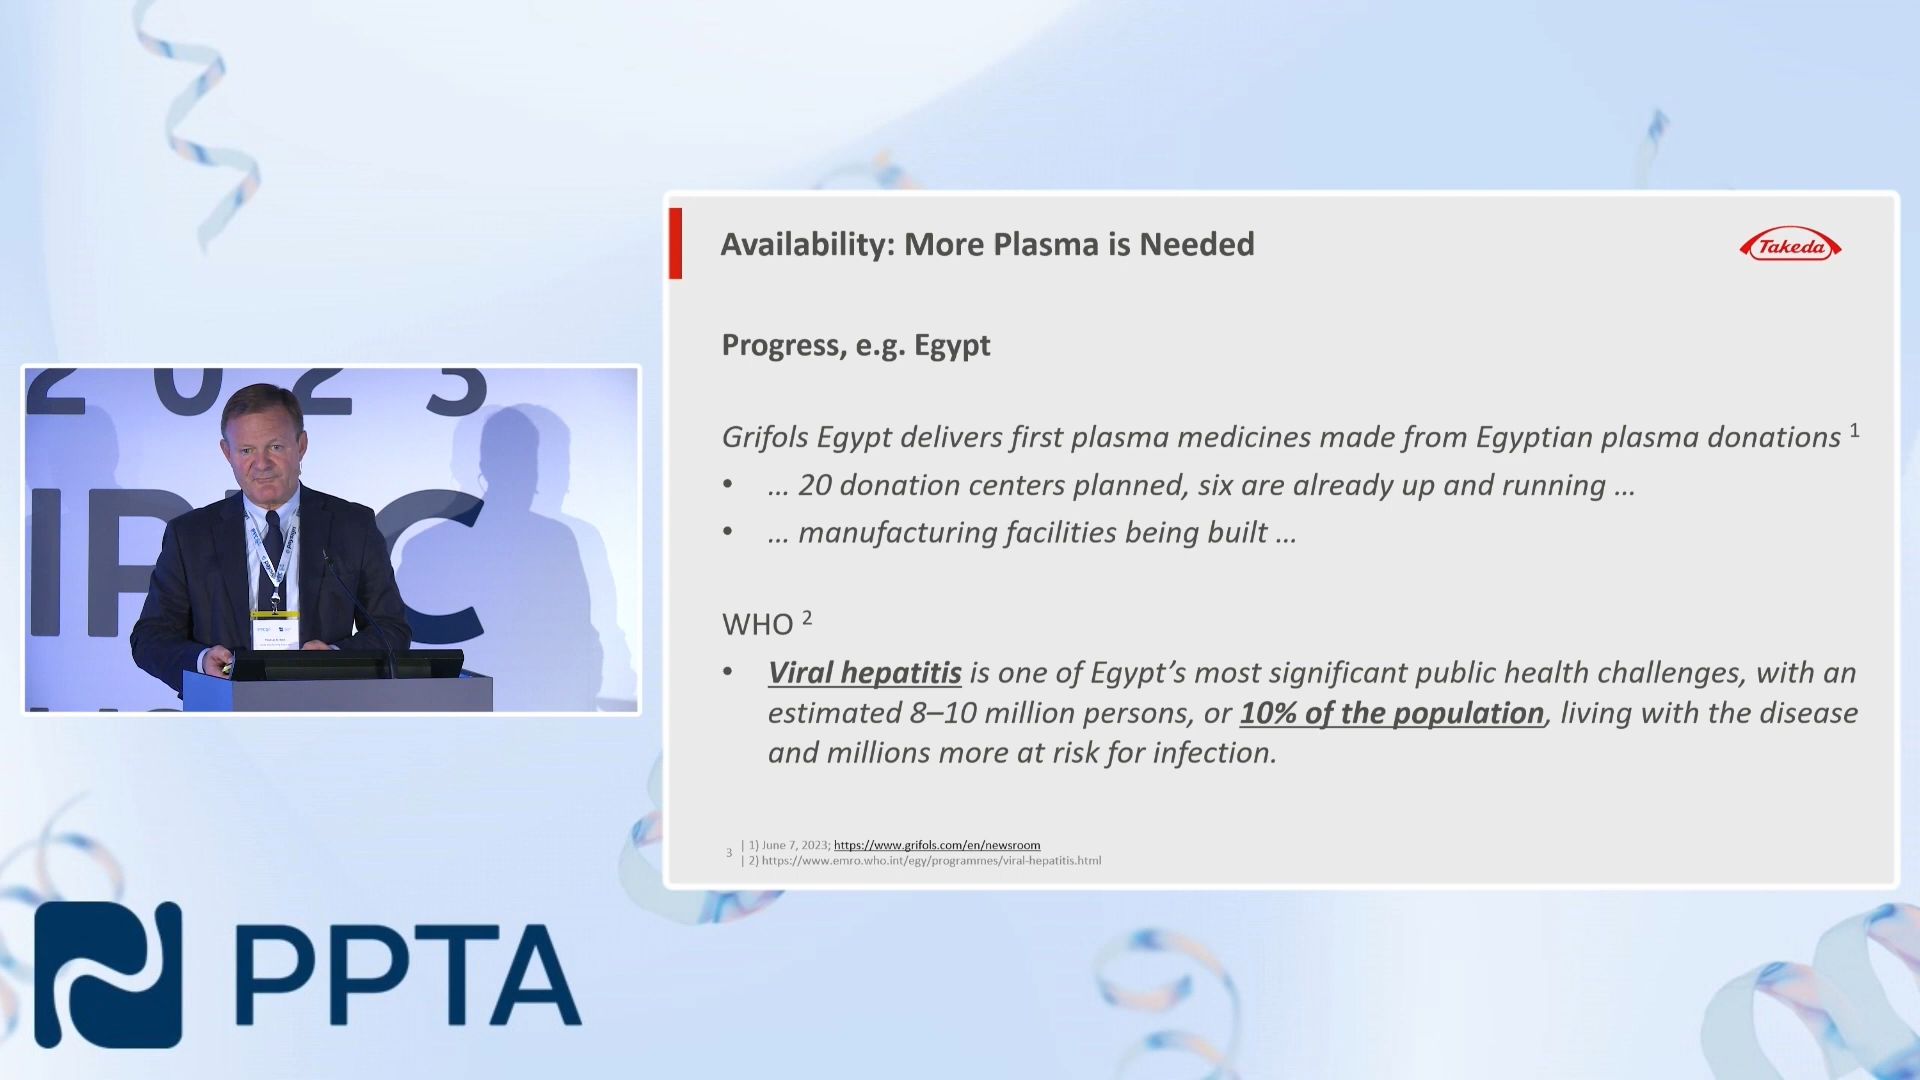 2023
IP
C
Availability: More Plasma is Needed
Takeda
Progress, e.g. Egypt
Grifols Egypt delivers first plasma medicines made from Egyptian plasma donations 1
• … 20 donation centers planned, six are already up and running …
• … manufacturing facilities being built …
WHO 2
• Viral hepatitis is one of Egypt’s most significant public health challenges, with an
estimated 8–10 million persons, or 10% of the population, living with the disease
and millions more at risk for infection.
3
| 1) June 7, 2023; https://www.grifols.com/en/newsroom
| 2) https://www.emro.who.int/egy/programmes/viral-hepatitis.html
PPTA